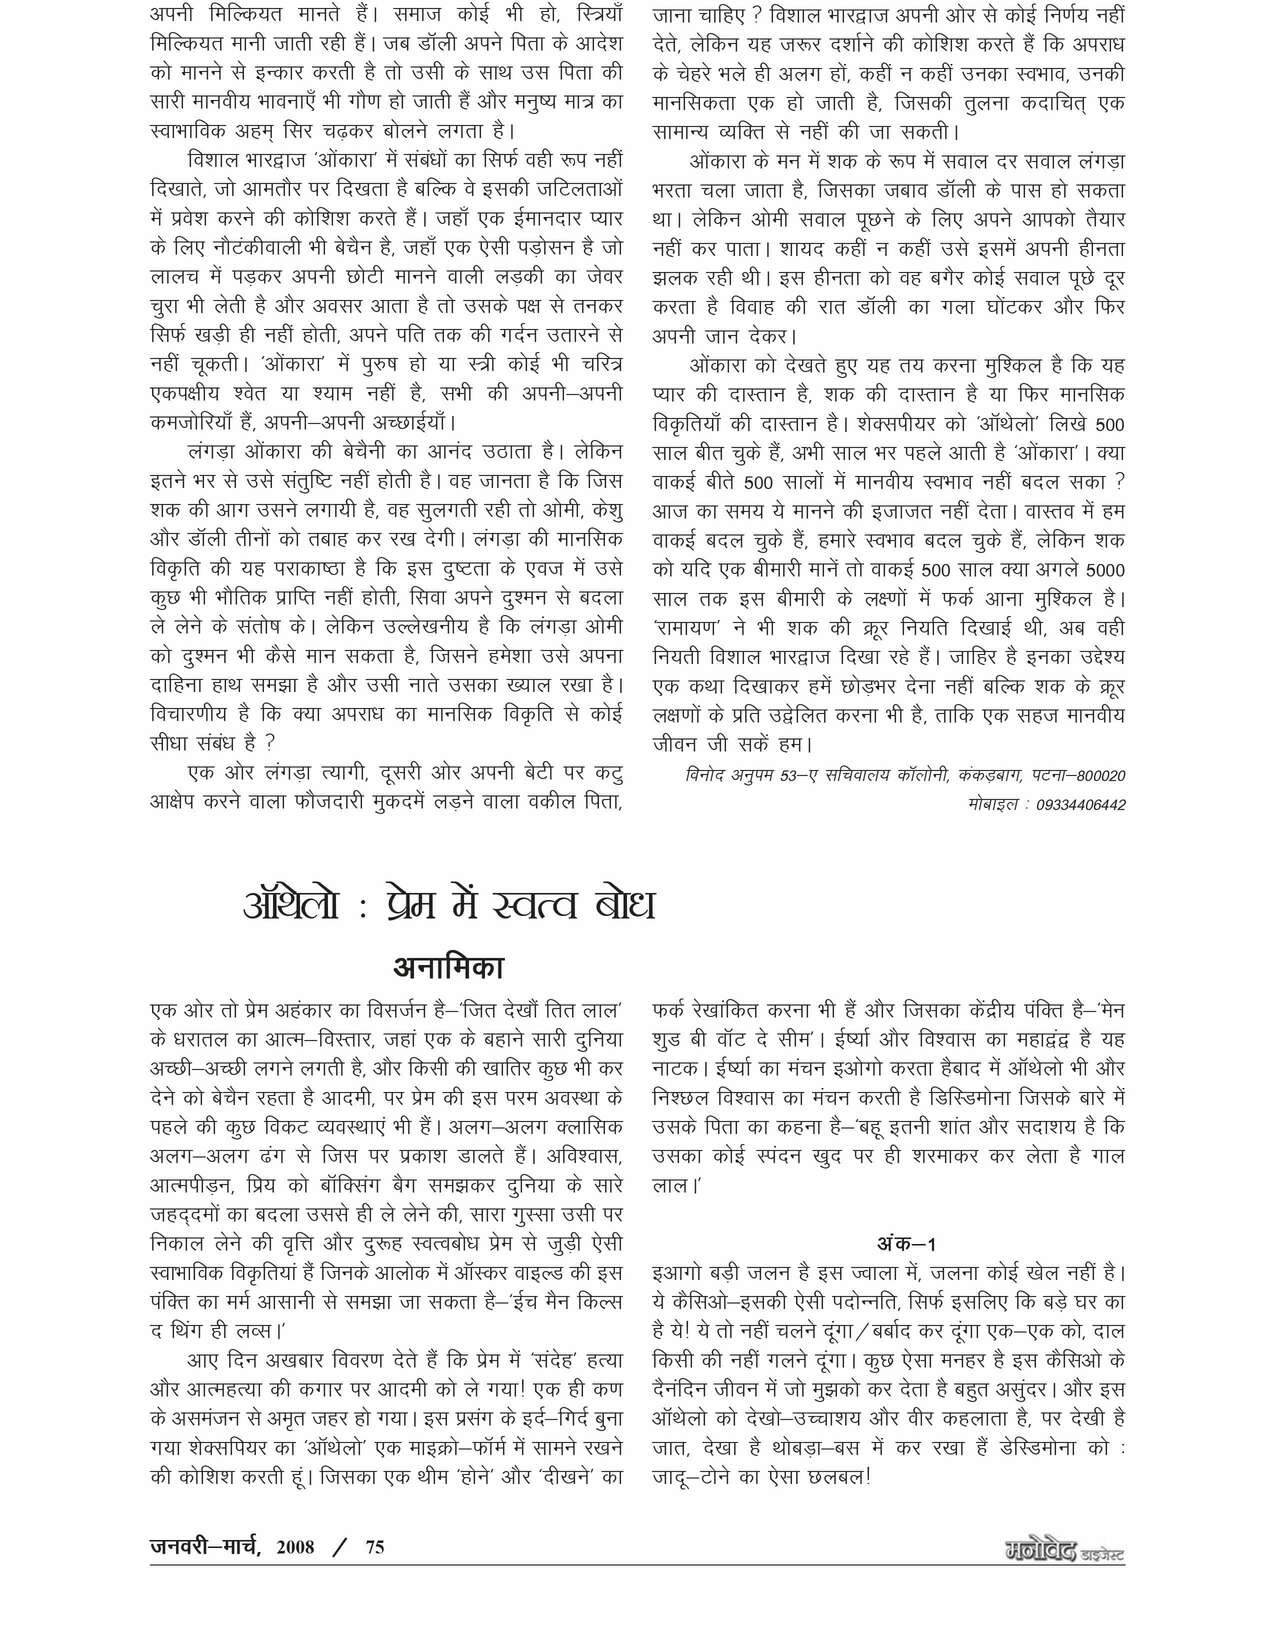 अपनी मिल्कियत मानते हैं। समाज कोई भी हो, स्त्रियाँ
मिल्कियत मानी जाती रही हैं। जब डॉली अपने पिता के आदेश
को मानने से इन्कार करती है तो उसी के साथ उस पिता की
सारी मानवीय भावनाएँ भी गौण हो जाती हैं और मनुष्य मात्र का
स्वाभाविक अहम् सिर चढ़कर बोलने लगता है।
विशाल भारद्वाज 'ओंकारा' में संबंधों का सिर्फ वही रूप नहीं
दिखाते, जो आमतौर पर दिखता है बल्कि वे इसकी जटिलताओं
में प्रवेश करने की कोशिश करते हैं। जहाँ एक ईमानदार प्यार
के लिए नौटंकीवाली भी बेचैन है, जहाँ एक ऐसी पड़ोसन है जो
लालच में पड़कर अपनी छोटी मानने वाली लड़की का जेवर
चुरा भी लेती है और अवसर आता है तो उसके पक्ष से तनकर
सिर्फ खड़ी ही नहीं होती, अपने पति तक की गर्दन उतारने से
नहीं चूकती। 'ओंकारा' में पुरुष हो या स्त्री कोई भी चरित्र
एकपक्षीय श्वेत या श्याम नहीं है, सभी की अपनी–अपनी
कमजोरियाँ हैं, अपनी–अपनी अच्छाईयाँ।
लंगड़ा ओंकारा की बेचैनी का आनंद उठाता है। लेकिन
इतने भर से उसे संतुष्टि नहीं होती है। वह जानता है कि जिस
शक की आग उसने लगायी है, वह सुलगती रही तो ओमी, केशु
और डॉली तीनों को तबाह कर रख देगी। लंगड़ा की मानसिक
विकृति की यह पराकाष्ठा है कि इस दुष्टता के एवज में उसे
कुछ भी भौतिक प्राप्ति नहीं होती, सिवा अपने दुश्मन से बदला
ले लेने के संतोष के। लेकिन उल्लेखनीय है कि लंगड़ा ओमी
को दुश्मन भी कैसे मान सकता है, जिसने हमेशा उसे अपना
दाहिना हाथ समझा है और उसी नाते उसका ख्याल रखा है।
विचारणीय है कि क्या अपराध का मानसिक विकृति से कोई
सीधा संबंध है ?
एक ओर लंगड़ा त्यागी, दूसरी ओर अपनी बेटी पर कटु
आक्षेप करने वाला फौजदारी मुकदमें लड़ने वाला वकील पिता,
जाना चाहिए ? विशाल भारद्वाज अपनी ओर से कोई निर्णय नहीं
देते, लेकिन यह जरूर दर्शाने की कोशिश करते हैं कि अपराध
के चेहरे भले ही अलग हों, कहीं न कहीं उनका स्वभाव, उनकी
मानसिकता एक हो जाती है, जिसकी तुलना कदाचित् एक
सामान्य व्यक्ति से नहीं की जा सकती।
ओंकारा के मन में शक के रूप में सवाल दर सवाल लंगड़ा
भरता चला जाता है, जिसका जबाव डॉली के पास हो सकता
था। लेकिन ओमी सवाल पूछने के लिए अपने आपको तैयार
नहीं कर पाता। शायद कहीं न कहीं उसे इसमें अपनी हीनता
झलक रही थी। इस हीनता को वह बगैर कोई सवाल पूछे दूर
करता है विवाह की रात डॉली का गला घोंटकर और फिर
अपनी जान देकर।
ओंकारा को देखते हुए यह तय करना मुश्किल है कि यह
प्यार की दास्तान है, शक की दास्तान है या फिर मानसिक
विकृतियाँ की दास्तान है। शेक्सपीयर को 'ऑथेलो' लिखे 500
साल बीत चुके हैं, अभी साल भर पहले आती है 'ओंकारा'। क्या
वाकई बीते 500 सालों में मानवीय स्वभाव नहीं बदल सका ?
आज का समय ये मानने की इजाजत नहीं देता। वास्तव में हम
वाकई बदल चुके हैं, हमारे स्वभाव बदल चुके हैं, लेकिन शक
को यदि एक बीमारी मानें तो वाकई 500 साल क्या अगले 5000
साल तक इस बीमारी के लक्ष्णों में फर्क आना मुश्किल है।
'रामायण' ने भी शक की क्रूर नियति दिखाई थी, अब वही
नियती विशाल भारद्वाज दिखा रहे हैं। जाहिर है इनका उद्देश्य
एक कथा दिखाकर हमें छोड़भर देना नहीं बल्कि शक के क्रूर
लक्षणों के प्रति उद्वेलित करना भी है, ताकि एक सहज मानवीय
जीवन जी सकें हम।
विनोद अनुपम 53–ए सचिवालय कॉलोनी, कंकड़बाग, पटना–800020
मोबाइल : 09334406442
ऑथेलो : प्रेम में स्वत्व बोध
अनामिका
एक ओर तो प्रेम अहंकार का विसर्जन है–'जित देखौं तित लाल'
के धरातल का आत्म–विस्तार, जहां एक के बहाने सारी दुनिया
अच्छी–अच्छी लगने लगती है, और किसी की खातिर कुछ भी कर
देने को बेचैन रहता है आदमी, पर प्रेम की इस परम अवस्था के
पहले की कुछ विकट व्यवस्थाएं भी हैं। अलग–अलग क्लासिक
अलग–अलग ढंग से जिस पर प्रकाश डालते हैं। अविश्वास,
आत्मपीड़न, प्रिय को बॉक्सिंग बैग समझकर दुनिया के सारे
जहद्दमों का बदला उससे ही ले लेने की, सारा गुस्सा उसी पर
निकाल लेने की वृत्ति और दुरूह स्वत्वबोध प्रेम से जुड़ी ऐसी
स्वाभाविक विकृतियां हैं जिनके आलोक में ऑस्कर वाइल्ड की इस
पंक्ति का मर्म आसानी से समझा जा सकता है–'ईच मैन किल्स
द थिंग ही लव्स।'
आए दिन अखबार विवरण देते हैं कि प्रेम में 'संदेह' हत्या
और आत्महत्या की कगार पर आदमी को ले गया! एक ही कण
के असमंजन से अमृत जहर हो गया। इस प्रसंग के इर्द–गिर्द बुना
गया शेक्सपियर का 'ऑथेलो' एक माइक्रो–फॉर्म में सामने रखने
की कोशिश करती हूं। जिसका एक थीम 'होने' और 'दीखने' का
फर्क रेखांकित करना भी हैं और जिसका केंद्रीय पंक्ति है–'मेन
शुड बी वॉट दे सीम'। ईर्ष्या और विश्वास का महाद्वंद्व है यह
नाटक। ईर्ष्या का मंचन इओगो करता हैबाद में ऑथेलो भी और
निश्छल विश्वास का मंचन करती है डिस्डिमोना जिसके बारे में
उसके पिता का कहना है–'बहू इतनी शांत और सदाशय है कि
उसका कोई स्पंदन खुद पर ही शरमाकर कर लेता है गाल
लाल।'
अंक–1
इआगो बड़ी जलन है इस ज्वाला में, जलना कोई खेल नहीं है।
ये कैसिओ–इसकी ऐसी पदोन्नति, सिर्फ इसलिए कि बड़े घर का
है ये! ये तो नहीं चलने दूंगा/बर्बाद कर दूंगा एक–एक को, दाल
किसी की नहीं गलने दूंगा। कुछ ऐसा मनहर है इस कैसिओ के
दैनंदिन जीवन में जो मुझको कर देता है बहुत असुंदर। और इस
ऑथेलो को देखो–उच्चाशय और वीर कहलाता है, पर देखी है
जात, देखा है थोबड़ा–बस में कर रखा हैं डेस्डिमोना को :
जादू–टोने का ऐसा छलबल!
जनवरी–मार्च, 2008 / 75
मनोवेद डाइजेस्ट